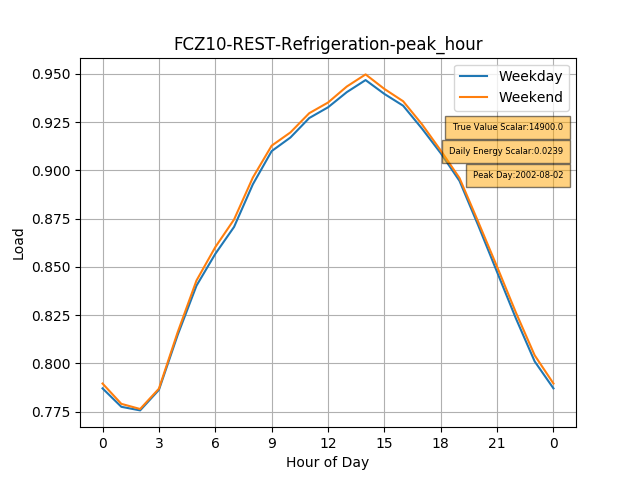 FCZ10-REST-Refrigeration-peak_hour
Weekday
Weekend
True Value Scalar:14900.0
Daily Energy Scalar:0.0239
Peak Day:2002-08-02
Load
0.950
0.925
0.900
0.875
0.850
0.825
0.800
0.775
0 3 6 9 12 15 18 21 0
Hour of Day